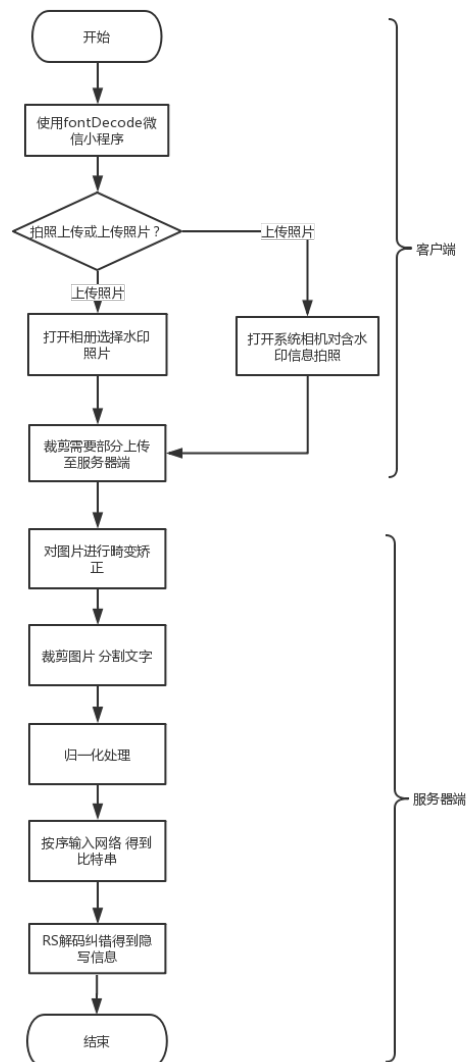 开始
使用fontDecode微
信小程序
拍照上传或上传照片？
上传照片
上传照片
客户端
打开相册选择水印
照片
打开系统相机对含水
印信息拍照
裁剪需要部分上传
至服务器端
对图片进行畸变矫
正
裁剪图片 分割文字
归一化处理
服务器端
按序输入网络 得到
比特串
RS解码纠错得到隐
写信息
结束